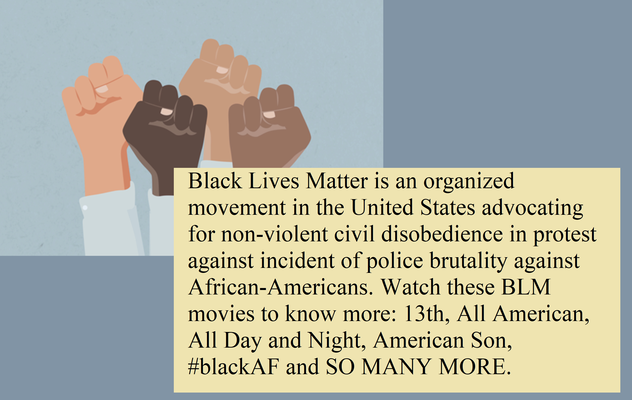 Black Lives Matter is an organized
movement in the United States advocating
for non-violent civil disobedience in protest
against incident of police brutality against
African-Americans. Watch these BLM
movies to know more: 13th, All American,
All Day and Night, American Son,
#blackAF and SO MANY MORE.